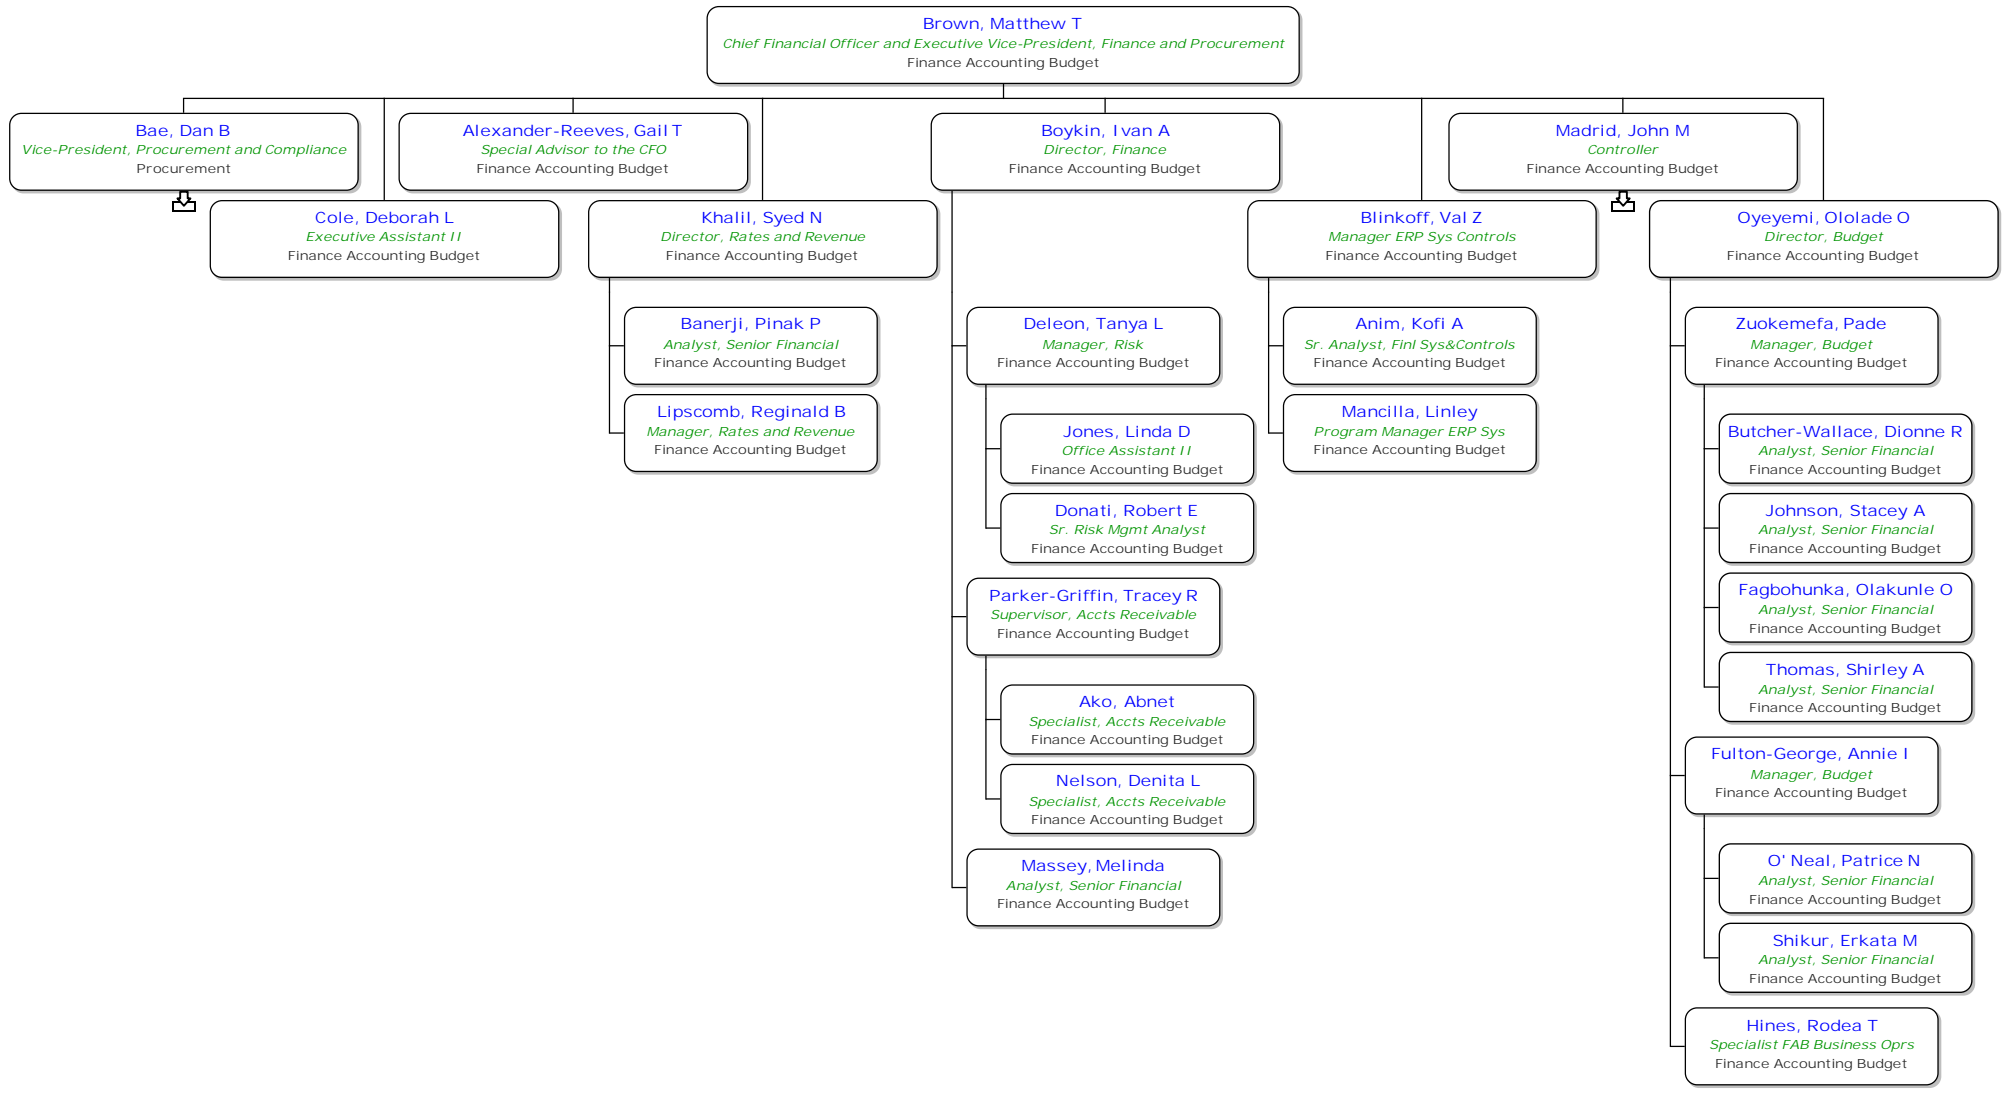 Brown, Matthew T
Chief Financial Officer and Executive Vice-President, Finance and Procurement
Finance Accounting Budget
Bae, Dan B
Vice-President, Procurement and Compliance
Procurement
Alexander-Reeves, Gail T
Special Advisor to the CFO
Finance Accounting Budget
Boykin, Ivan A
Director, Finance
Finance Accounting Budget
Madrid, John M
Controller
Finance Accounting Budget
Cole, Deborah L
Executive Assistant II
Finance Accounting Budget
Khalil, Syed N
Director, Rates and Revenue
Finance Accounting Budget
Blinkoff, Val Z
Manager ERP Sys Controls
Finance Accounting Budget
Oyeyemi, Ololade O
Director, Budget
Finance Accounting Budget
Banerji, Pinak P
Analyst, Senior Financial
Finance Accounting Budget
Lipscomb, Reginald B
Manager, Rates and Revenue
Finance Accounting Budget
Deleon, Tanya L
Manager, Risk
Finance Accounting Budget
Jones, Linda D
Office Assistant II
Finance Accounting Budget
Donati, Robert E
Sr. Risk Mgmt Analyst
Finance Accounting Budget
Parker-Griffin, Tracey R
Supervisor, Accts Receivable
Finance Accounting Budget
Ako, Abnet
Specialist, Accts Receivable
Finance Accounting Budget
Nelson, Denita L
Specialist, Accts Receivable
Finance Accounting Budget
Massey, Melinda
Analyst, Senior Financial
Finance Accounting Budget
Anim, Kofi A
Sr. Analyst, Finl Sys&Controls
Finance Accounting Budget
Mancilla, Linley
Program Manager ERP Sys
Finance Accounting Budget
Zuokemefa, Pade
Manager, Budget
Finance Accounting Budget
Butcher-Wallace, Dionne R
Analyst, Senior Financial
Finance Accounting Budget
Johnson, Stacey A
Analyst, Senior Financial
Finance Accounting Budget
Fagbohunka, Olakunle O
Analyst, Senior Financial
Finance Accounting Budget
Thomas, Shirley A
Analyst, Senior Financial
Finance Accounting Budget
Fulton-George, Annie I
Manager, Budget
Finance Accounting Budget
O'Neal, Patrice N
Analyst, Senior Financial
Finance Accounting Budget
Shikur, Erkata M
Analyst, Senior Financial
Finance Accounting Budget
Hines, Rodea T
Specialist FAB Business Oprs
Finance Accounting Budget